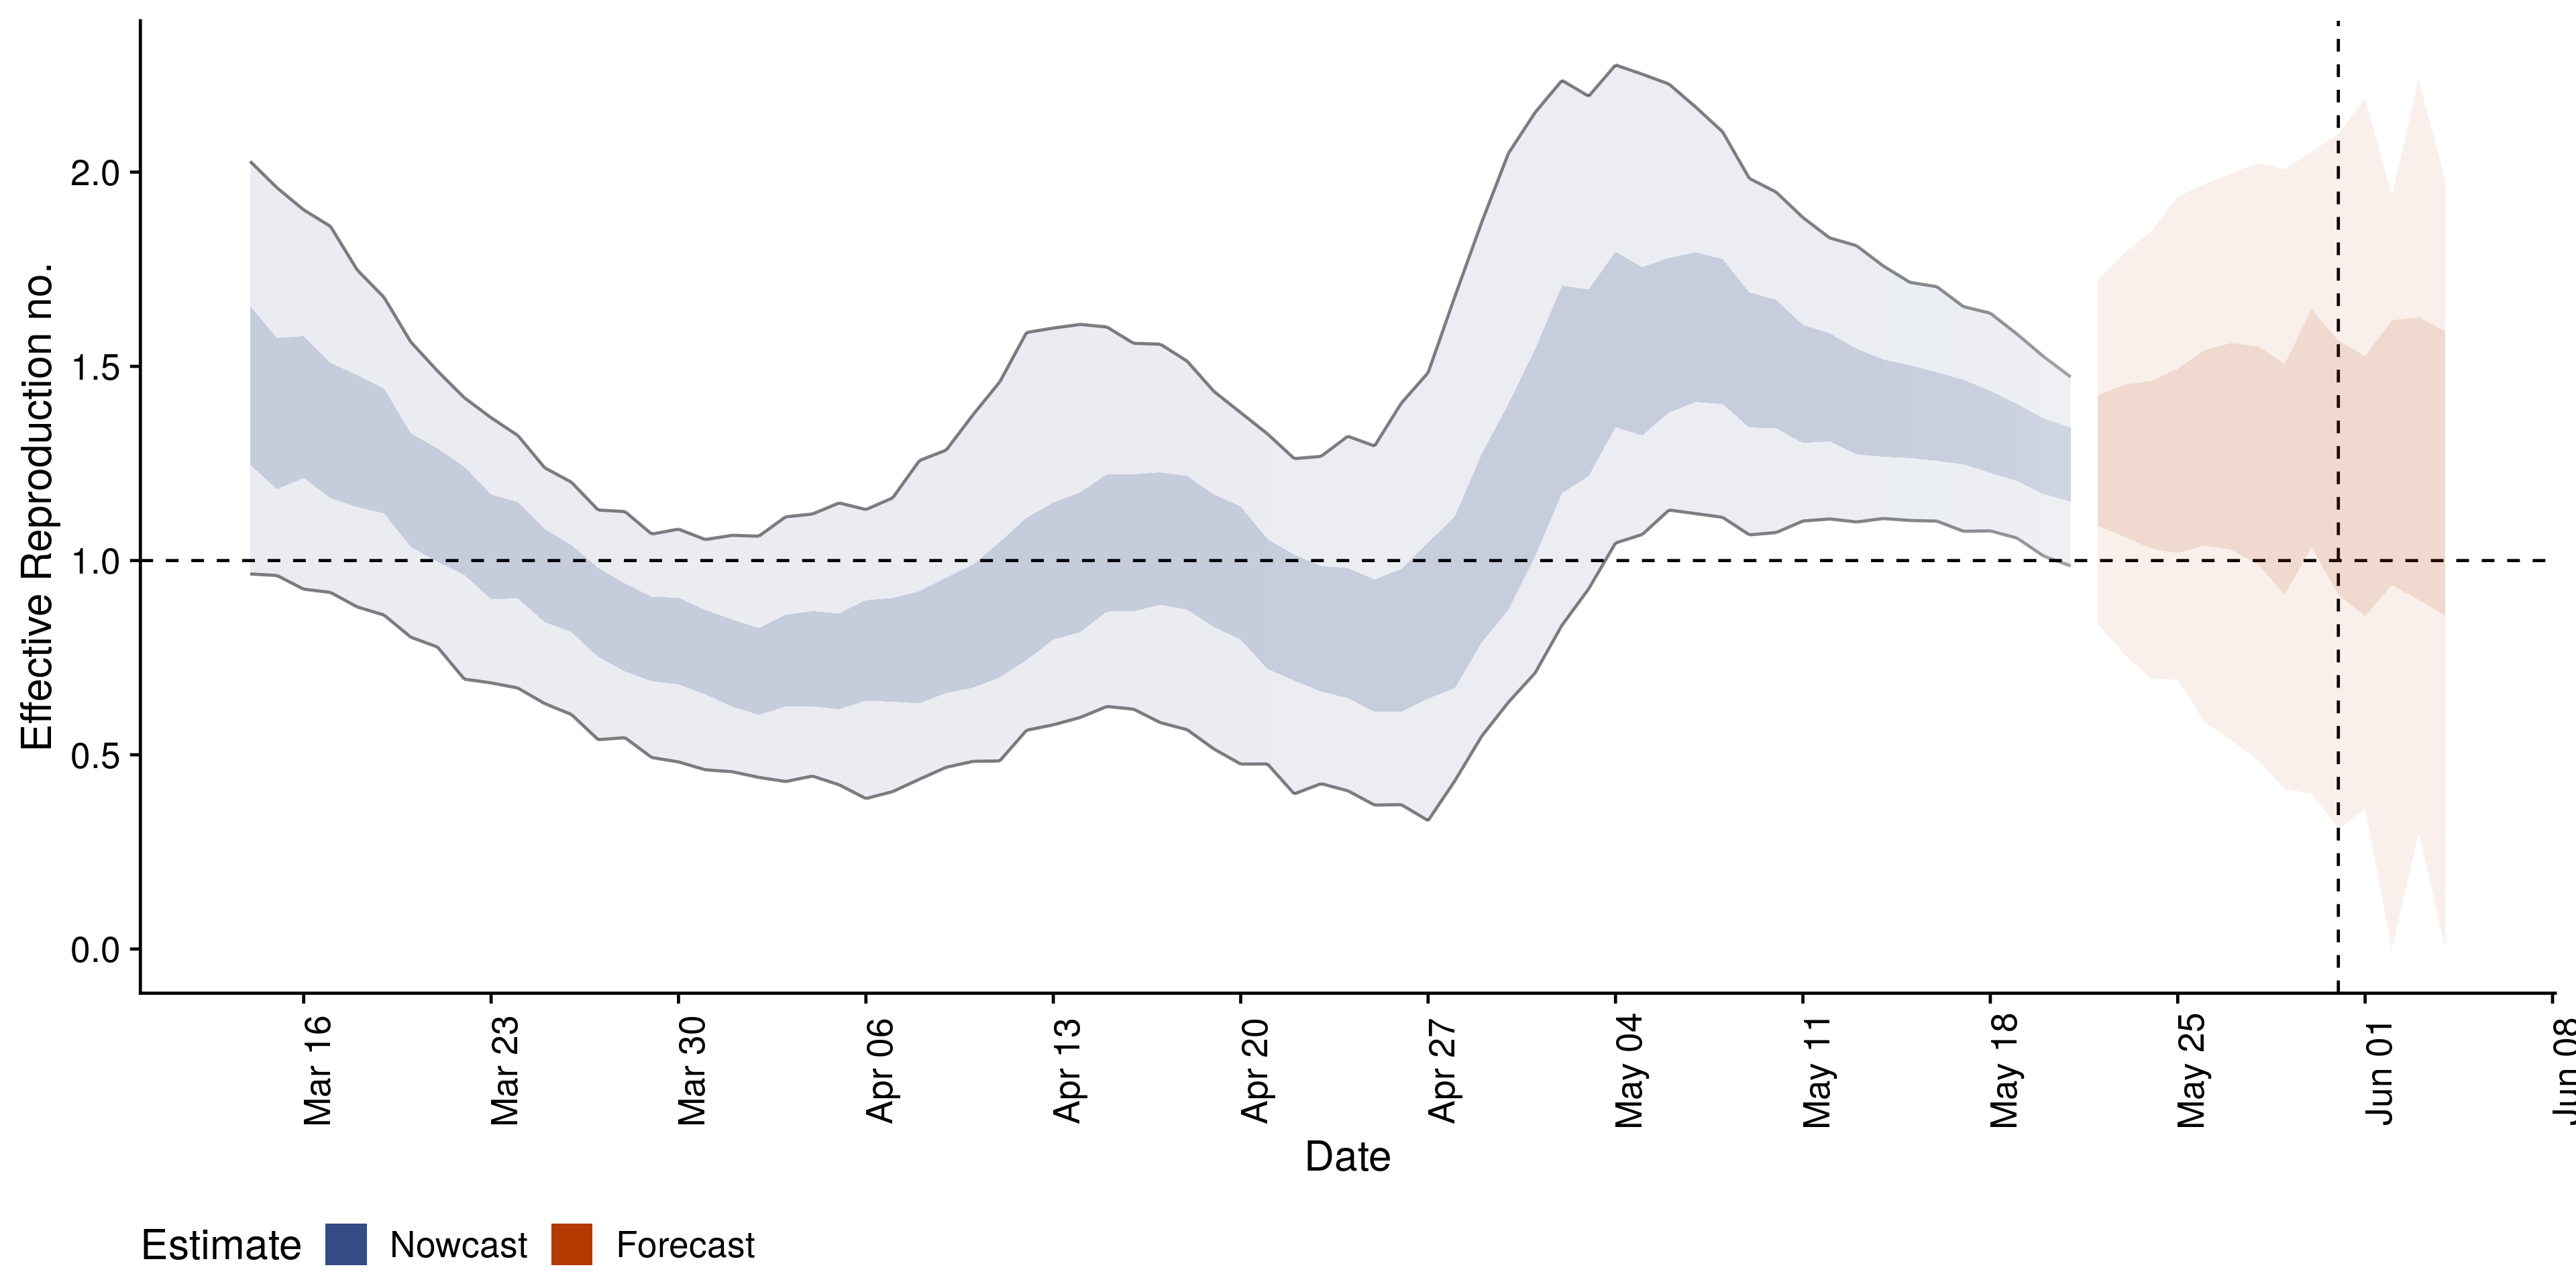 Effective Reproduction no.
2.0
1.5
1.0
0.5
0.0
Mar 16
Mar 23
Mar 30
Apr 06
Apr 13
Apr 20
Apr 27
May 04
May 11
May 18
May 25
Jun 01
Jun 08
Date
Estimate Nowcast Forecast